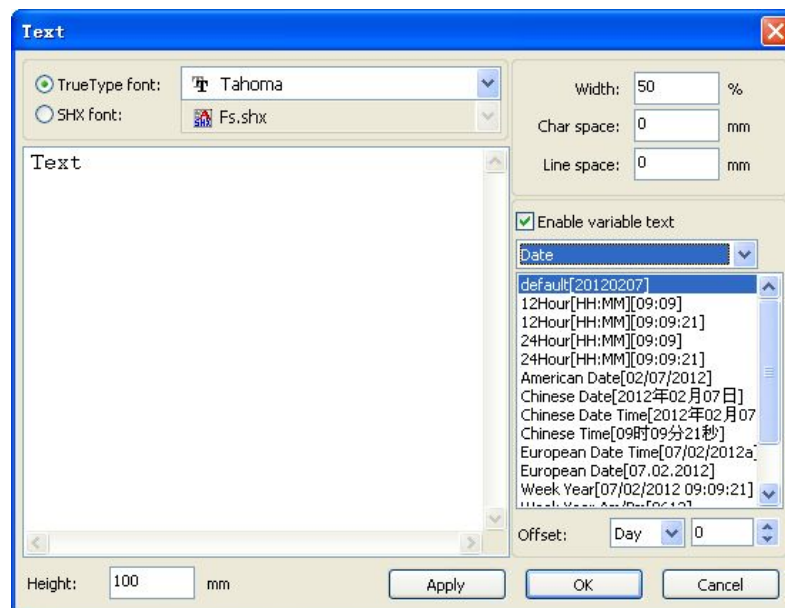 Text
TrueType font:
Tahoma
SHX font:
Fs.shx
Text
Height:
100
mm
Apply
Width:
50
%
Char space:
0
mm
Line space:
0
mm
Enable variable text
Date
default[20120207]
12Hour[HH:MM][09:09]
12Hour[HH:MM][09:09:21]
24Hour[HH:MM][09:09]
24Hour[HH:MM][09:09:21]
American Date[02/07/2012]
Chinese Date[2012年02月07日]
Chinese Date Time[2012年02月07
Chinese Time[09时09分21秒]
European Date Time[07/02/2012a]
European Date[07.02.2012]
Week Year[07/02/2012 09:09:21]
Offset:
Day
0
OK
Cancel